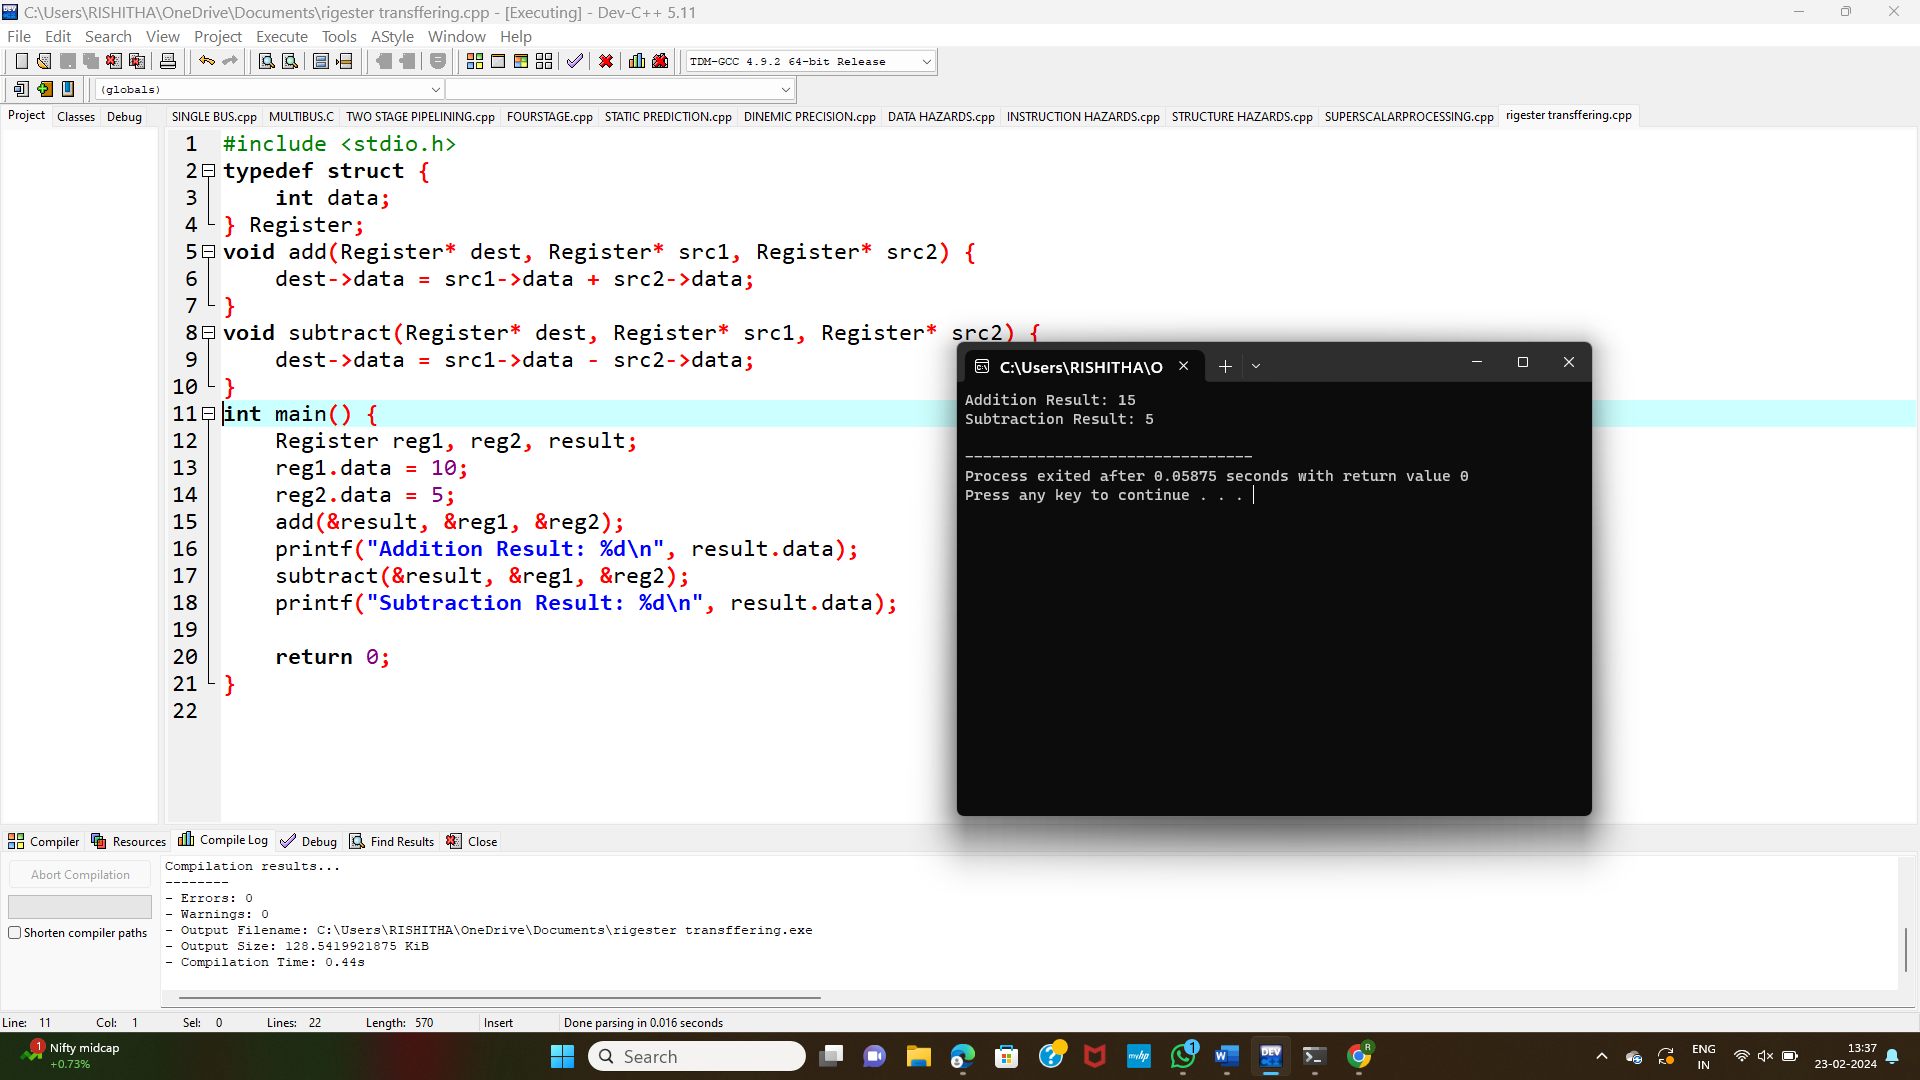 C:\Users\RISHITHA\OneDrive\Documents\rigester transffering.cpp - [Executing] - Dev-C++ 5.11
File Edit Search View Project Execute Tools AStyle Window Help
TDM-GCC 4.9.2 64-bit Release
(globals)
Project Classes Debug
SINGLE BUS.cpp MULTIBUS.C TWO STAGE PIPELINING.cpp FOURSTAGE.cpp STATIC PREDICTION.cpp DINEMIC PRECISION.cpp DATA HAZARDS.cpp INSTRUCTION HAZARDS.cpp STRUCTURE HAZARDS.cpp SUPERSCALARPROCESSING.cpp rigester transffering.cpp
1 #include <stdio.h>
2 typedef struct {
3 int data;
4 } Register;
5 void add(Register* dest, Register* src1, Register* src2) {
6 dest->data = src1->data + src2->data;
7 }
8 void subtract(Register* dest, Register* src1, Register* src2) {
9 dest->data = src1->data - src2->data;
10 }
11 int main() {
12 Register reg1, reg2, result;
13 reg1.data = 10;
14 reg2.data = 5;
15 add(&result, &reg1, &reg2);
16 printf("Addition Result: %d\n", result.data);
17 subtract(&result, &reg1, &reg2);
18 printf("Subtraction Result: %d\n", result.data);
19
20 return 0;
21 }
22
C:\Users\RISHITHA\O
Addition Result: 15
Subtraction Result: 5
--------------------------------
Process exited after 0.05875 seconds with return value 0
Press any key to continue . . .
Compiler Resources Compile Log Debug Find Results Close
Abort Compilation
Shorten compiler paths
Compilation results...
--------
- Errors: 0
- Warnings: 0
- Output Filename: C:\Users\RISHITHA\OneDrive\Documents\rigester transffering.exe
- Output Size: 128.5419921875 KiB
- Compilation Time: 0.44s
Line: 11 Col: 1 Sel: 0 Lines: 22 Length: 570 Insert Done parsing in 0.016 seconds
1
Nifty midcap
+0.73%
Search
myhp
1
DEV
R
ENG
IN
13:37
23-02-2024